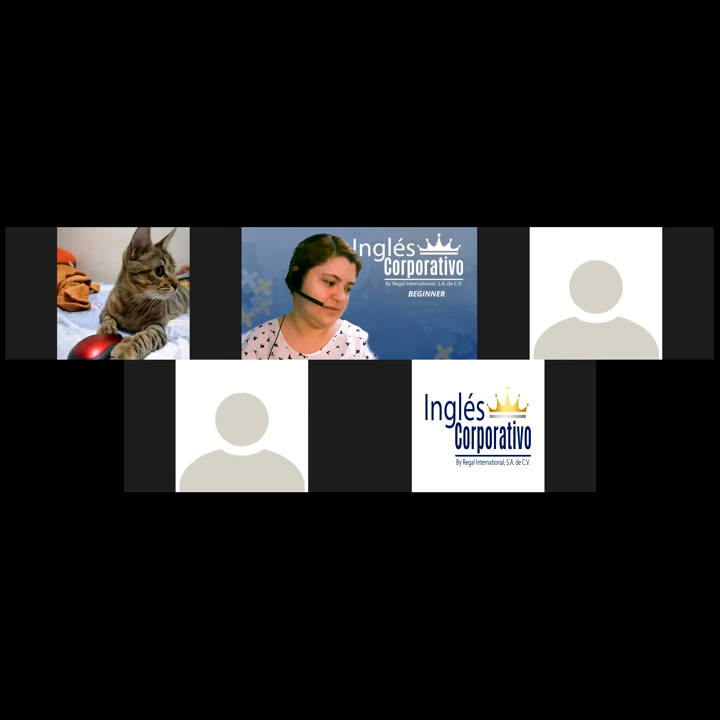 Inglés
Corporativo
By Regal International, S.A. de C.V.
BEGINNER
Inglés
Corporativo
By Regal International, S.A. de C.V.